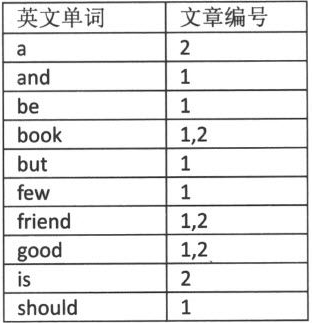 英文单词 文章编号
a 2
and 1
be 1
book 1,2
but 1
few 1
friend 1,2
good 1,2
is 2
should 1